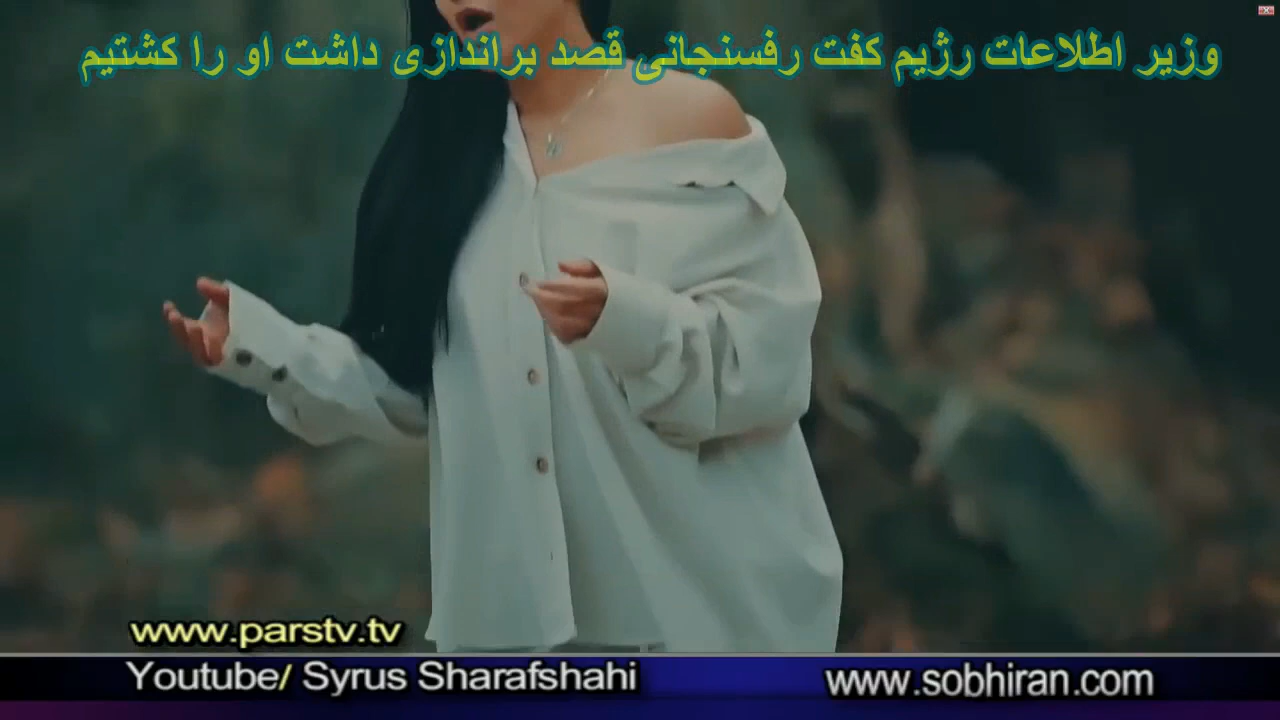 وزیر اطلاعات رژیم کفت رفسنجانی قصد براندازی داشت او را کشتیم
www.parstv.tv
Youtube/ Syrus Sharafshahi
www.sobhiran.com